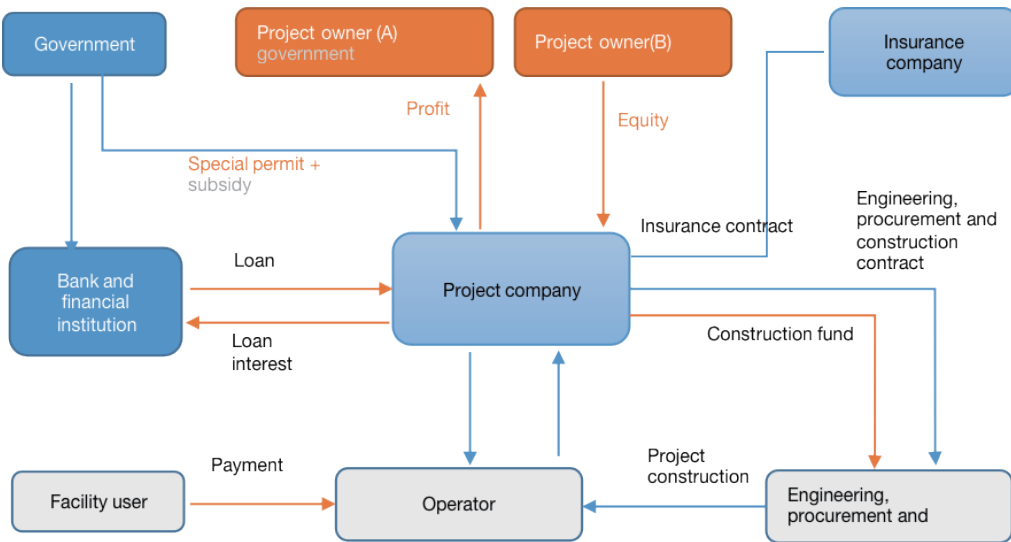 Government
Project owner (A)
government
Project owner(B)
Insurance
company
Profit
Equity
Special permit +
subsidy
Insurance contract
Engineering,
procurement and
construction
contract
Bank and
financial
institution
Loan
Project company
Loan
interest
Construction fund
Payment
Project
construction
Facility user
Operator
Engineering,
procurement and